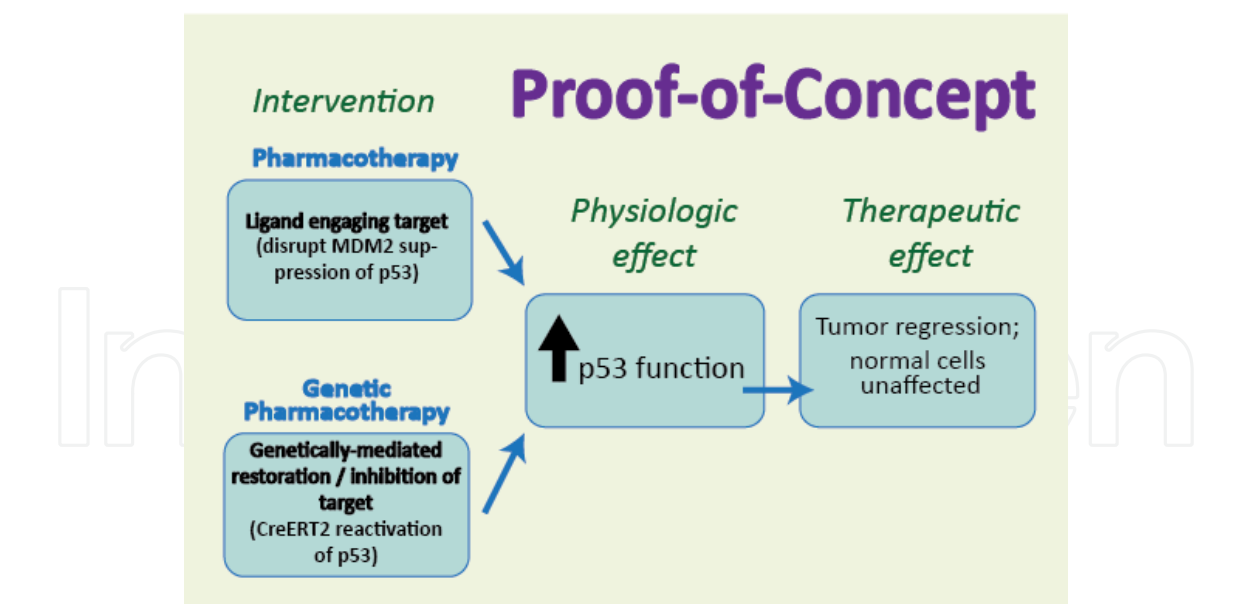 Proof-of-Concept
Intervention
Pharmacotherapy
Ligand engaging target
(disrupt MDM2 sup-
pression of p53)
Genetic
Pharmacotherapy
Genetically-mediated
restoration / inhibition of
target
(CreERT2 reactivation
of p53)
Physiologic
effect
p53 function
Therapeutic
effect
Tumor regression;
normal cells
unaffected